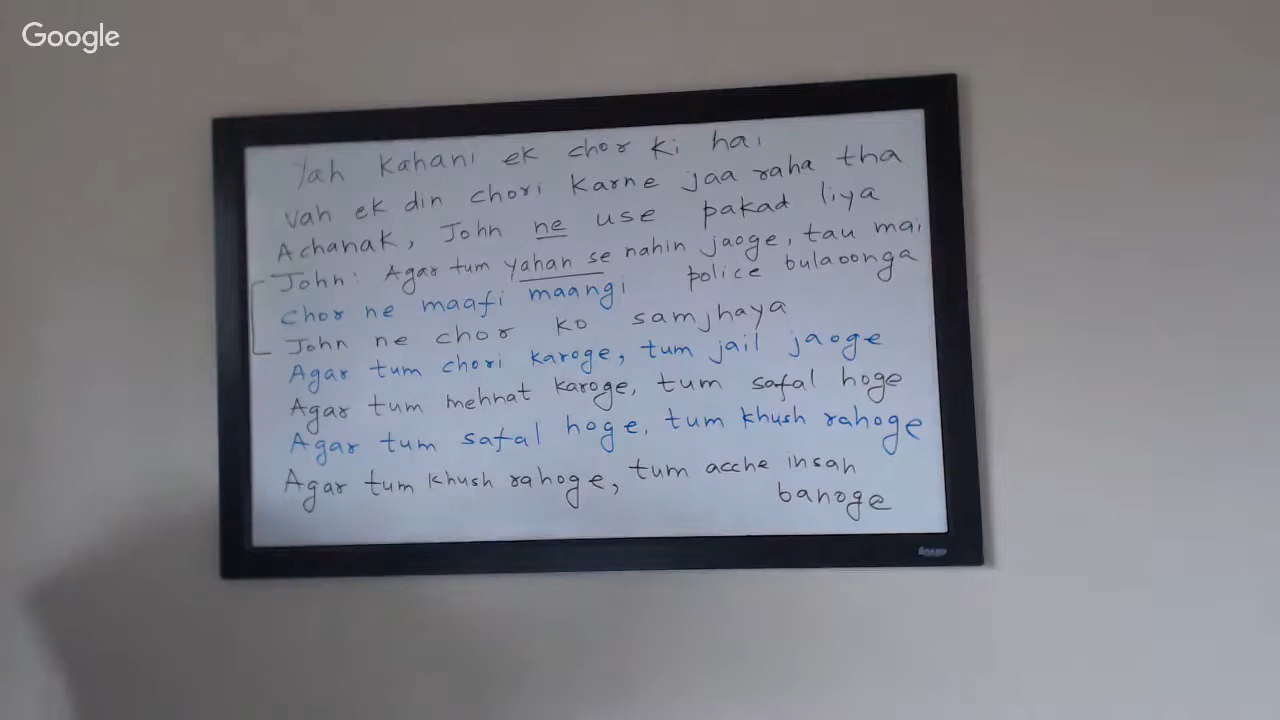 Google
Yah kahani ek chor ki hai
vah ek din chori karne jaa raha tha
Achanak, John ne use pakad liya
John: Agar tum yahan se nahin jaoge, tau mai
police bulaoonga
chor ne maafi maangi
John ne chor ko samjhaya
Agar tum chori karoge, tum jail jaoge
Agar tum mehnat karoge, tum safal hoge
Agar tum safal hoge, tum khush rahoge
Agar tum khush rahoge, tum acche insan
banoge